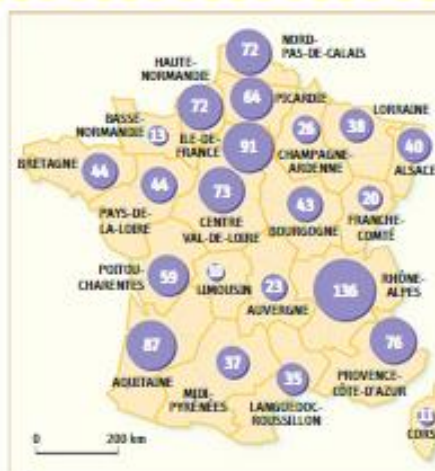 72
NORD-
PAS-DE-CALAIS
HAUTE-
NORMANDIE
72
64
PICARDIE
LORRAINE
BASSE-
NORMANDIE
13
ILE-DE-
FRANCE
91
26
CHAMPAGNE-
ARDENNE
38
40
ALSACE
BRETAGNE
44
44
PAYS-DE-
LA-LOIRE
73
CENTRE
VAL-DE-LOIRE
43
BOURGOGNE
20
FRANCHE-
COMTÉ
POITOU-
CHARENTES
59
LIMOUSIN
23
AUVERGNE
136
RHÔNE-
ALPES
87
AQUITAINE
37
MIDI-
PYRÉNÉES
35
LANGUEDOC-
ROUSSILLON
76
PROVENCE-
CÔTE-D'AZUR
11
CORS
0 200 km